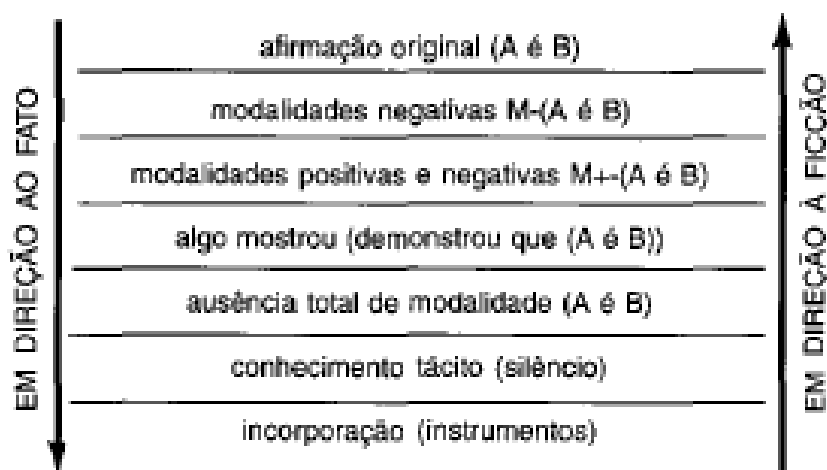 afirmação original (A é B)
modalidades negativas M-(A é B)
modalidades positivas e negativas M+-(A é B)
algo mostrou (demonstrou que (A é B))
ausência total de modalidade (A é B)
conhecimento tácito (silêncio)
incorporação (instrumentos)
EM DIREÇÃO AO FATO
EM DIREÇÃO À FICCÃO